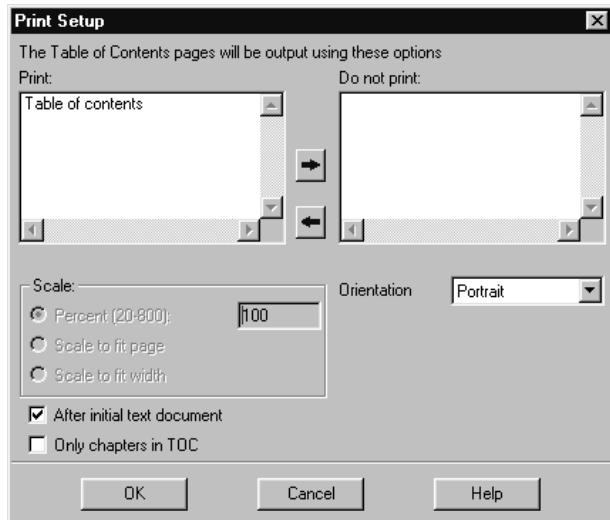 Print Setup
The Table of Contents pages will be output using these options
Print:
Do not print:
Table of contents
Scale:
Percent (20-800):
100
Scale to fit page
Scale to fit width
Orientation
Portrait
After initial text document
Only chapters in TOC
OK
Cancel
Help